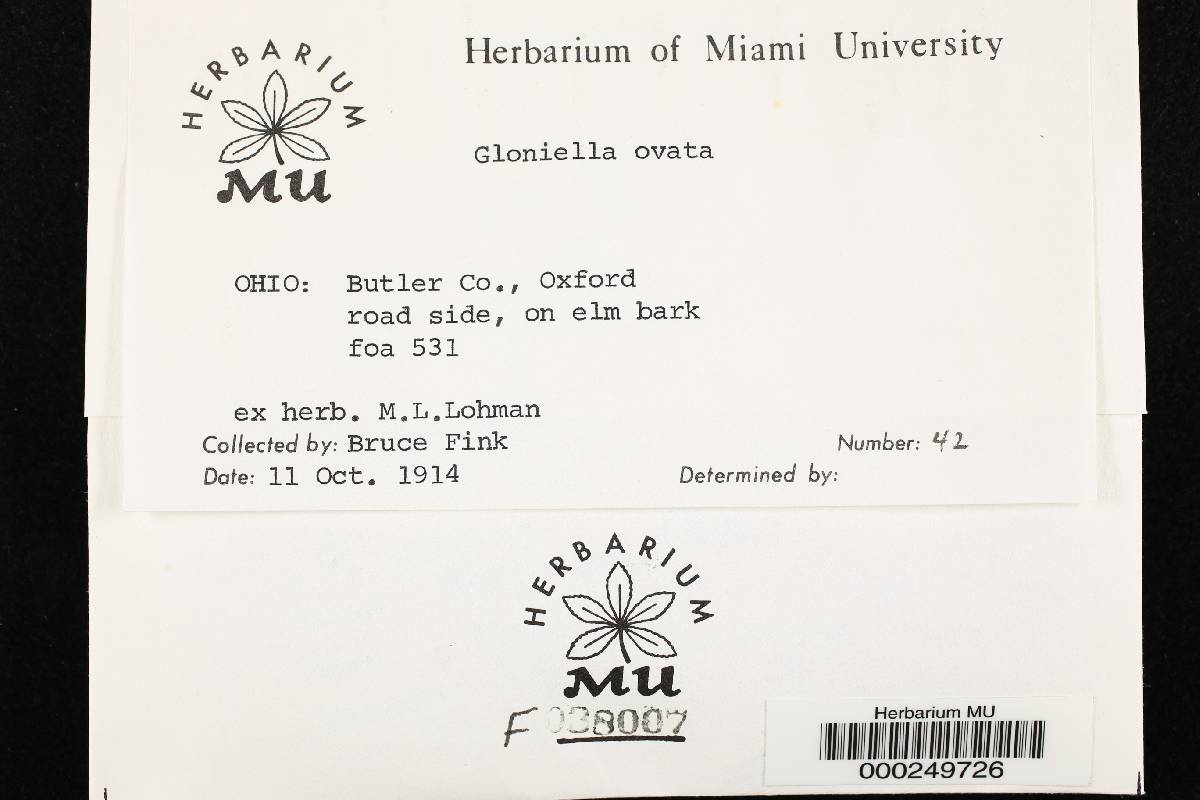 HERBARIUM
MU
Herbarium of Miami University
Gloniella ovata
OHIO: Butler Co., Oxford
road side, on elm bark
foa 531
ex herb. M.L.Lohman
Collected by: Bruce Fink
Number: 42
Date: 11 Oct. 1914
Determined by:
HERBARIUM
MU
F 038007
Herbarium MU
000249726